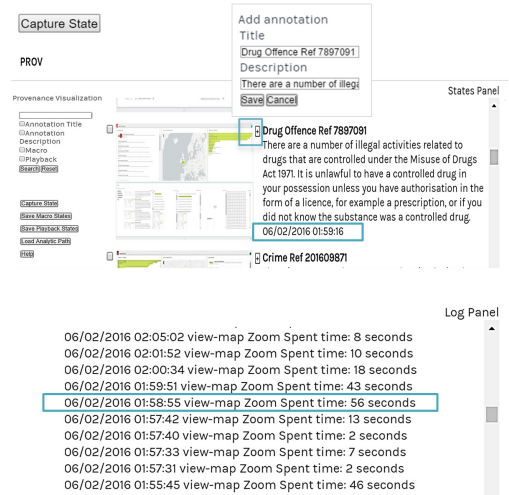 Capture State
Add annotation
Title
Drug Offence Ref 7897091
Description
There are a number of illega
Save Cancel
PROV
States Panel
Provenance Visualization
Annotation Title
Annotation
Description
Macro
Playback
Search Reset
Capture State
Save Macro States
Save Playback States
Load Analytic Path
Help
+ Drug Offence Ref 7897091
There are a number of illegal activities related to
drugs that are controlled under the Misuse of Drugs
Act 1971. It is unlawful to have a controlled drug in
your possession unless you have authorisation in the
form of a licence, for example a prescription, or if you
did not know the substance was a controlled drug.
06/02/2016 01:59:16
+ Crime Ref 201609871
Log Panel
06/02/2016 02:05:02 view-map Zoom Spent time: 8 seconds
06/02/2016 02:01:52 view-map Zoom Spent time: 10 seconds
06/02/2016 02:00:34 view-map Zoom Spent time: 18 seconds
06/02/2016 01:59:51 view-map Zoom Spent time: 43 seconds
06/02/2016 01:58:55 view-map Zoom Spent time: 56 seconds
06/02/2016 01:57:42 view-map Zoom Spent time: 13 seconds
06/02/2016 01:57:40 view-map Zoom Spent time: 2 seconds
06/02/2016 01:57:33 view-map Zoom Spent time: 7 seconds
06/02/2016 01:57:31 view-map Zoom Spent time: 2 seconds
06/02/2016 01:55:45 view-map Zoom Spent time: 46 seconds